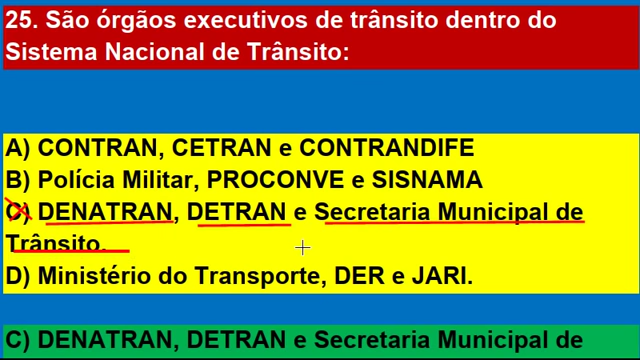 25. São órgãos executivos de trânsito dentro do
Sistema Nacional de Trânsito:
A) CONTRAN, CETRAN e CONTRANDIFE
B) Polícia Militar, PROCONVE e SISNAMA
C) DENATRAN, DETRAN e Secretaria Municipal de
Trânsito.
D) Ministério do Transporte, DER e JARI.
C) DENATRAN, DETRAN e Secretaria Municipal de